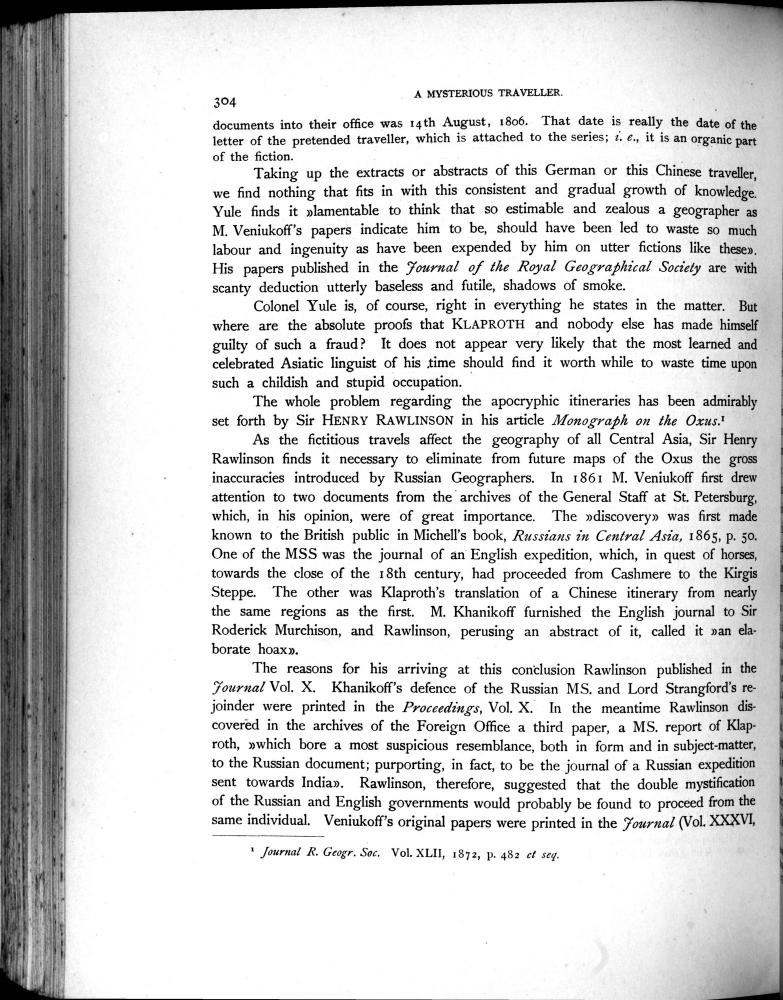 304
A MYSTERIOUS TRAVELLER.
documents into their office was 14th August, 1806. That date is really the date of the
letter of the pretended traveller, which is attached to the series; i. e., it is an organic part
of the fiction.
Taking up the extracts or abstracts of this German or this Chinese traveller,
we find nothing that fits in with this consistent and gradual growth of knowledge.
Yule finds it »lamentable to think that so estimable and zealous a geographer as
M. Veniukoff's papers indicate him to be, should have been led to waste so much
labour and ingenuity as have been expended by him on utter fictions like these».
His papers published in the Journal of the Royal Geographical Society are with
scanty deduction utterly baseless and futile, shadows of smoke.
Colonel Yule is, of course, right in everything he states in the matter. But
where are the absolute proofs that KLAPROTH and nobody else has made himself
guilty of such a fraud? It does not appear very likely that the most learned and
celebrated Asiatic linguist of his time should find it worth while to waste time upon
such a childish and stupid occupation.
The whole problem regarding the apocryphic itineraries has been admirably
set forth by Sir HENRY RAWLINSON in his article Monograph on the Oxus.¹
As the fictitious travels affect the geography of all Central Asia, Sir Henry
Rawlinson finds it necessary to eliminate from future maps of the Oxus the gross
inaccuracies introduced by Russian Geographers. In 1861 M. Veniukoff first drew
attention to two documents from the archives of the General Staff at St. Petersburg,
which, in his opinion, were of great importance. The »discovery» was first made
known to the British public in Michell's book, Russians in Central Asia, 1865, p. 50.
One of the MSS was the journal of an English expedition, which, in quest of horses,
towards the close of the 18th century, had proceeded from Cashmere to the Kirgis
Steppe. The other was Klaproth's translation of a Chinese itinerary from nearly
the same regions as the first. M. Khanikoff furnished the English journal to Sir
Roderick Murchison, and Rawlinson, perusing an abstract of it, called it »an ela-
borate hoax».
The reasons for his arriving at this conclusion Rawlinson published in the
Journal Vol. X. Khanikoff's defence of the Russian MS. and Lord Strangford's re-
joinder were printed in the Proceedings, Vol. X. In the meantime Rawlinson dis-
covered in the archives of the Foreign Office a third paper, a MS. report of Klap-
roth, »which bore a most suspicious resemblance, both in form and in subject-matter,
to the Russian document; purporting, in fact, to be the journal of a Russian expedition
sent towards India». Rawlinson, therefore, suggested that the double mystification
of the Russian and English governments would probably be found to proceed from the
same individual. Veniukoff's original papers were printed in the Journal (Vol. XXXVI,
¹ Journal R. Geogr. Soc. Vol. XLII, 1872, p. 482 et seq.